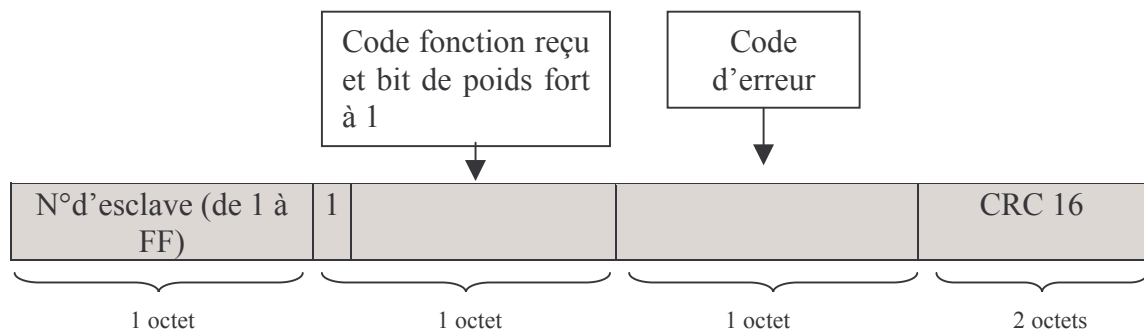 Code fonction reçu
et bit de poids fort
à 1
Code
d’erreur
N°d’esclave (de 1 à
FF)
1
CRC 16
1 octet
1 octet
1 octet
2 octets